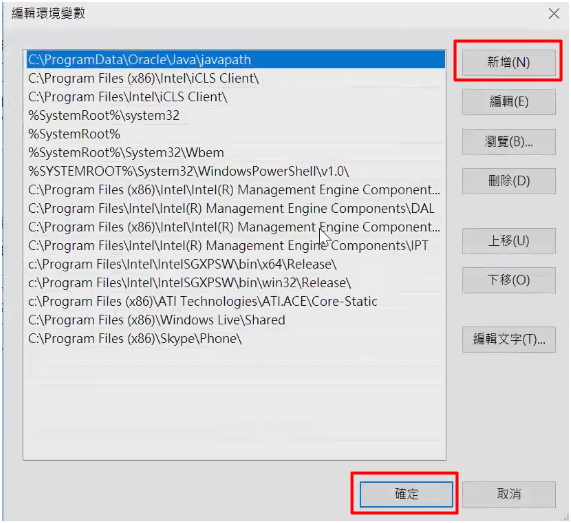 編輯環境變數
C:\ProgramData\Oracle\Java\javapath
C:\Program Files (x86)\Intel\iCLS Client\
C:\Program Files\Intel\iCLS Client\
%SystemRoot%\system32
%SystemRoot%
%SystemRoot%\System32\Wbem
%SYSTEMROOT%\System32\WindowsPowerShell\v1.0\
C:\Program Files (x86)\Intel\Intel(R) Management Engine Component...
C:\Program Files\Intel\Intel(R) Management Engine Components\DAL
C:\Program Files (x86)\Intel\Intel(R) Management Engine Component...
C:\Program Files\Intel\Intel(R) Management Engine Components\IPT
c:\Program Files\Intel\IntelSGXPSW\bin\x64\Release\
c:\Program Files\Intel\IntelSGXPSW\bin\win32\Release\
c:\Program Files (x86)\ATI Technologies\ATI.ACE\Core-Static
C:\Program Files (x86)\Windows Live\Shared
C:\Program Files (x86)\Skype\Phone\
新增(N)
編輯(E)
瀏覽(B)...
刪除(D)
上移(U)
下移(O)
編輯文字(T)...
確定
取消